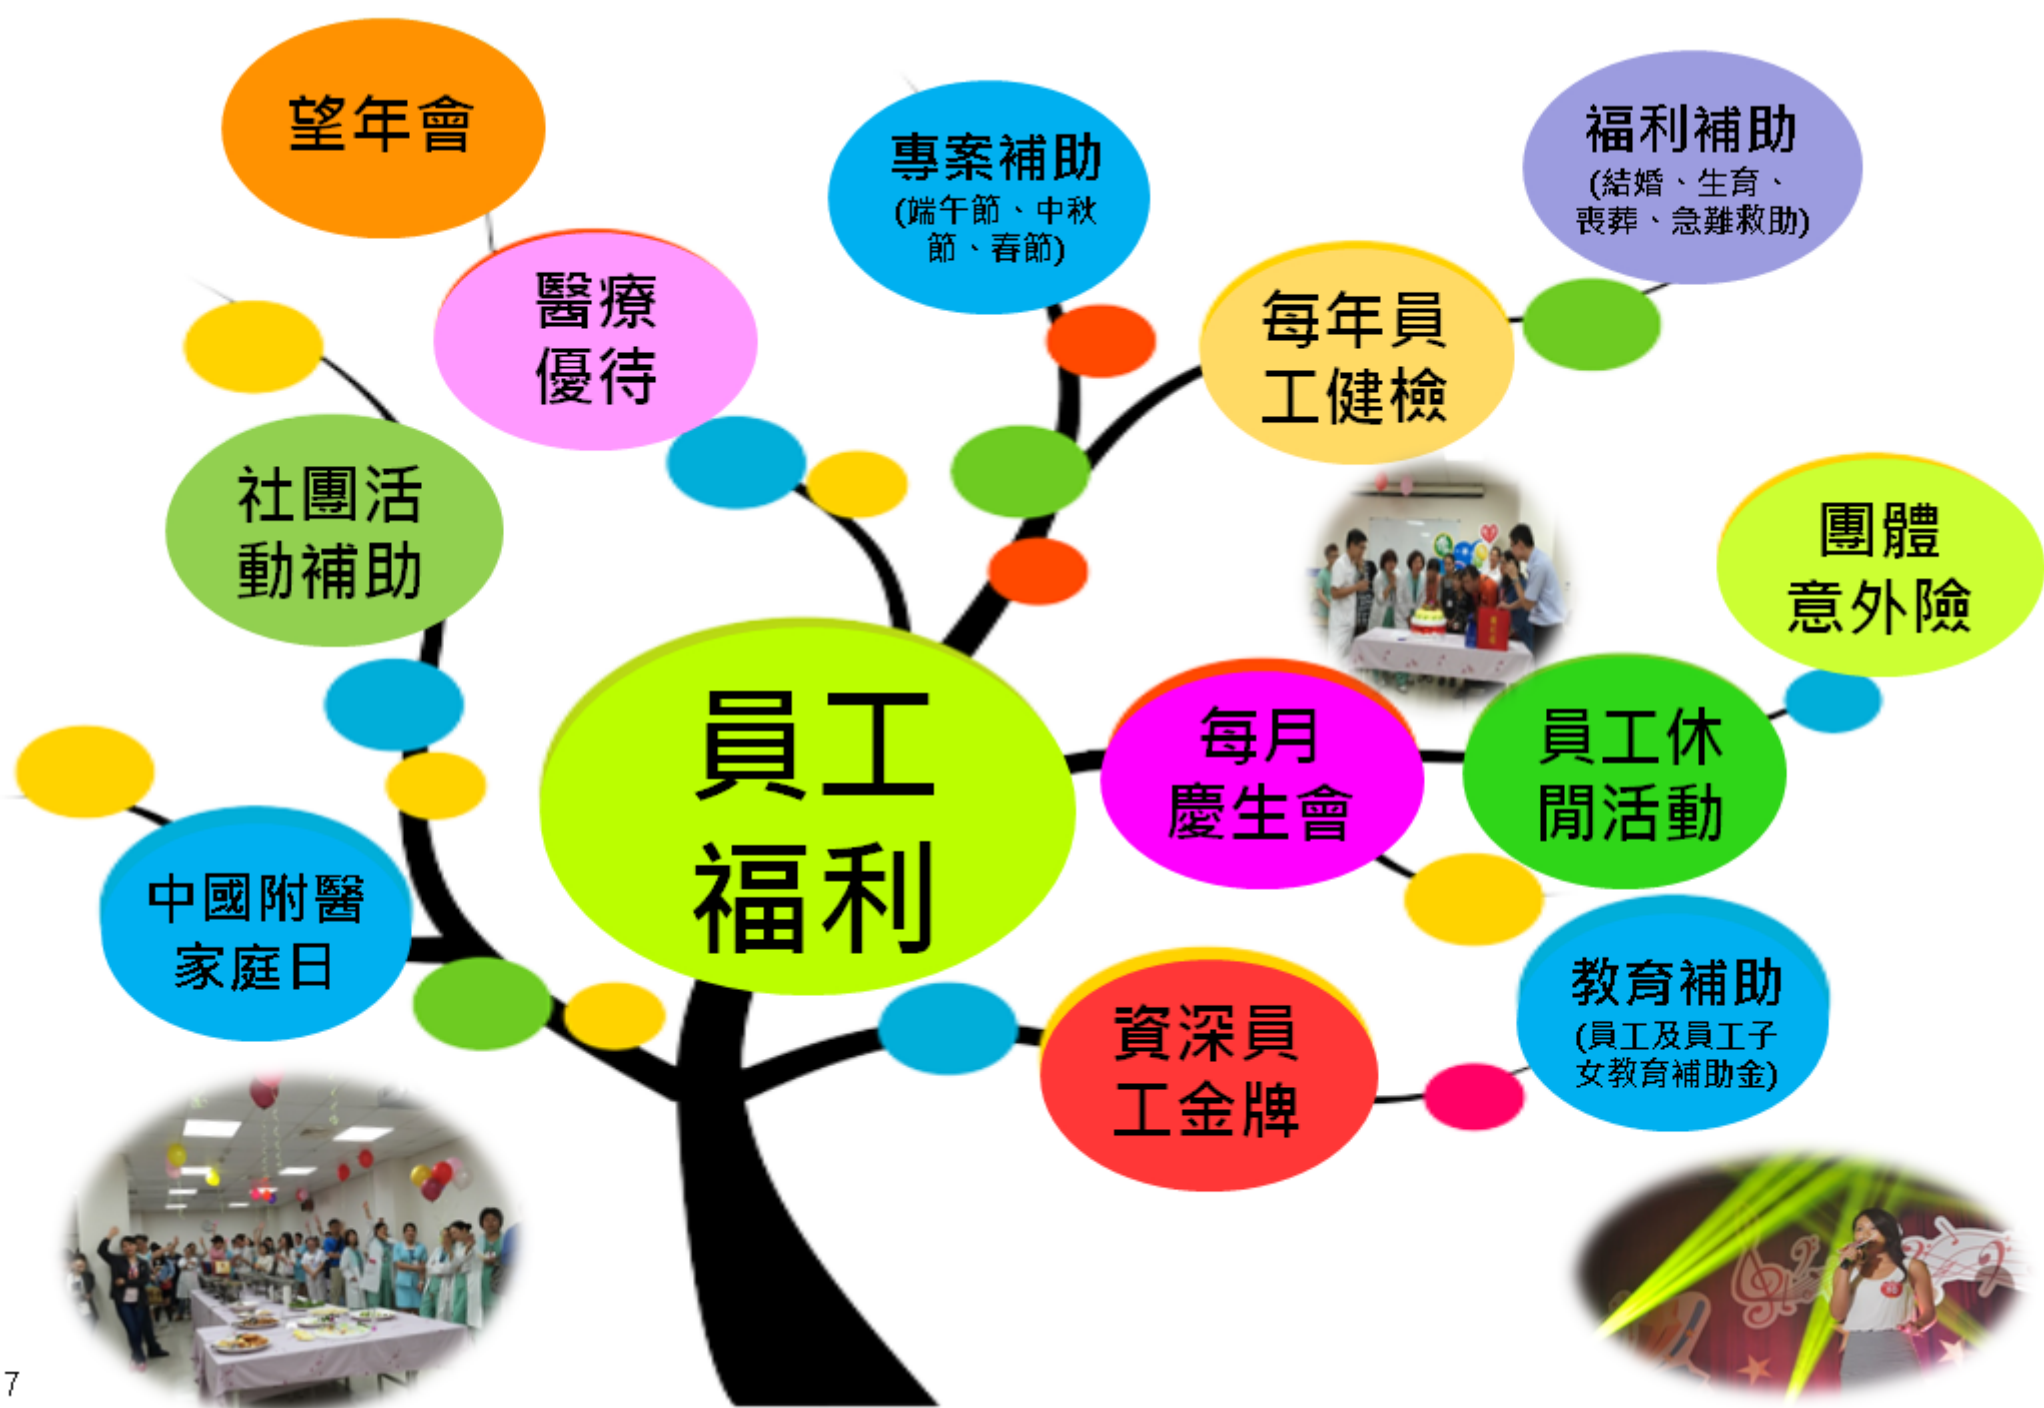 望年會
專案補助
(端午節、中秋
節、春節)
福利補助
(結婚、生育、
喪葬、急難救助)
醫療
優待
每年員
工健檢
社團活
動補助
團體
意外險
員工
福利
每月
慶生會
員工休
閒活動
中國附醫
家庭日
資深員
工金牌
教育補助
(員工及員工子
女教育補助金)
7